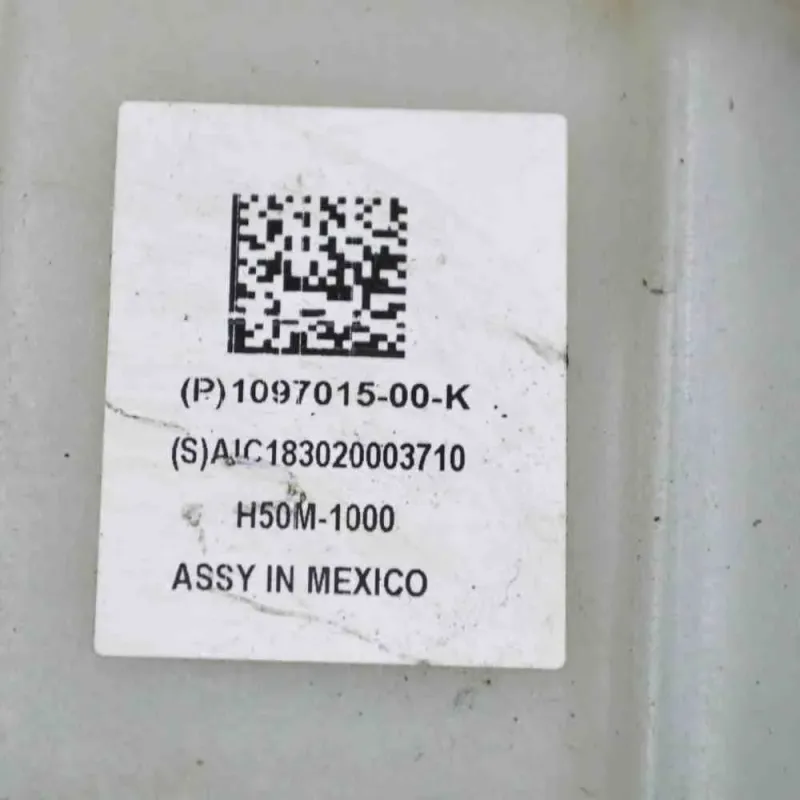 (P)1097015-00-K
(S)AIC183020003710
H50M-1000
ASSY IN MEXICO